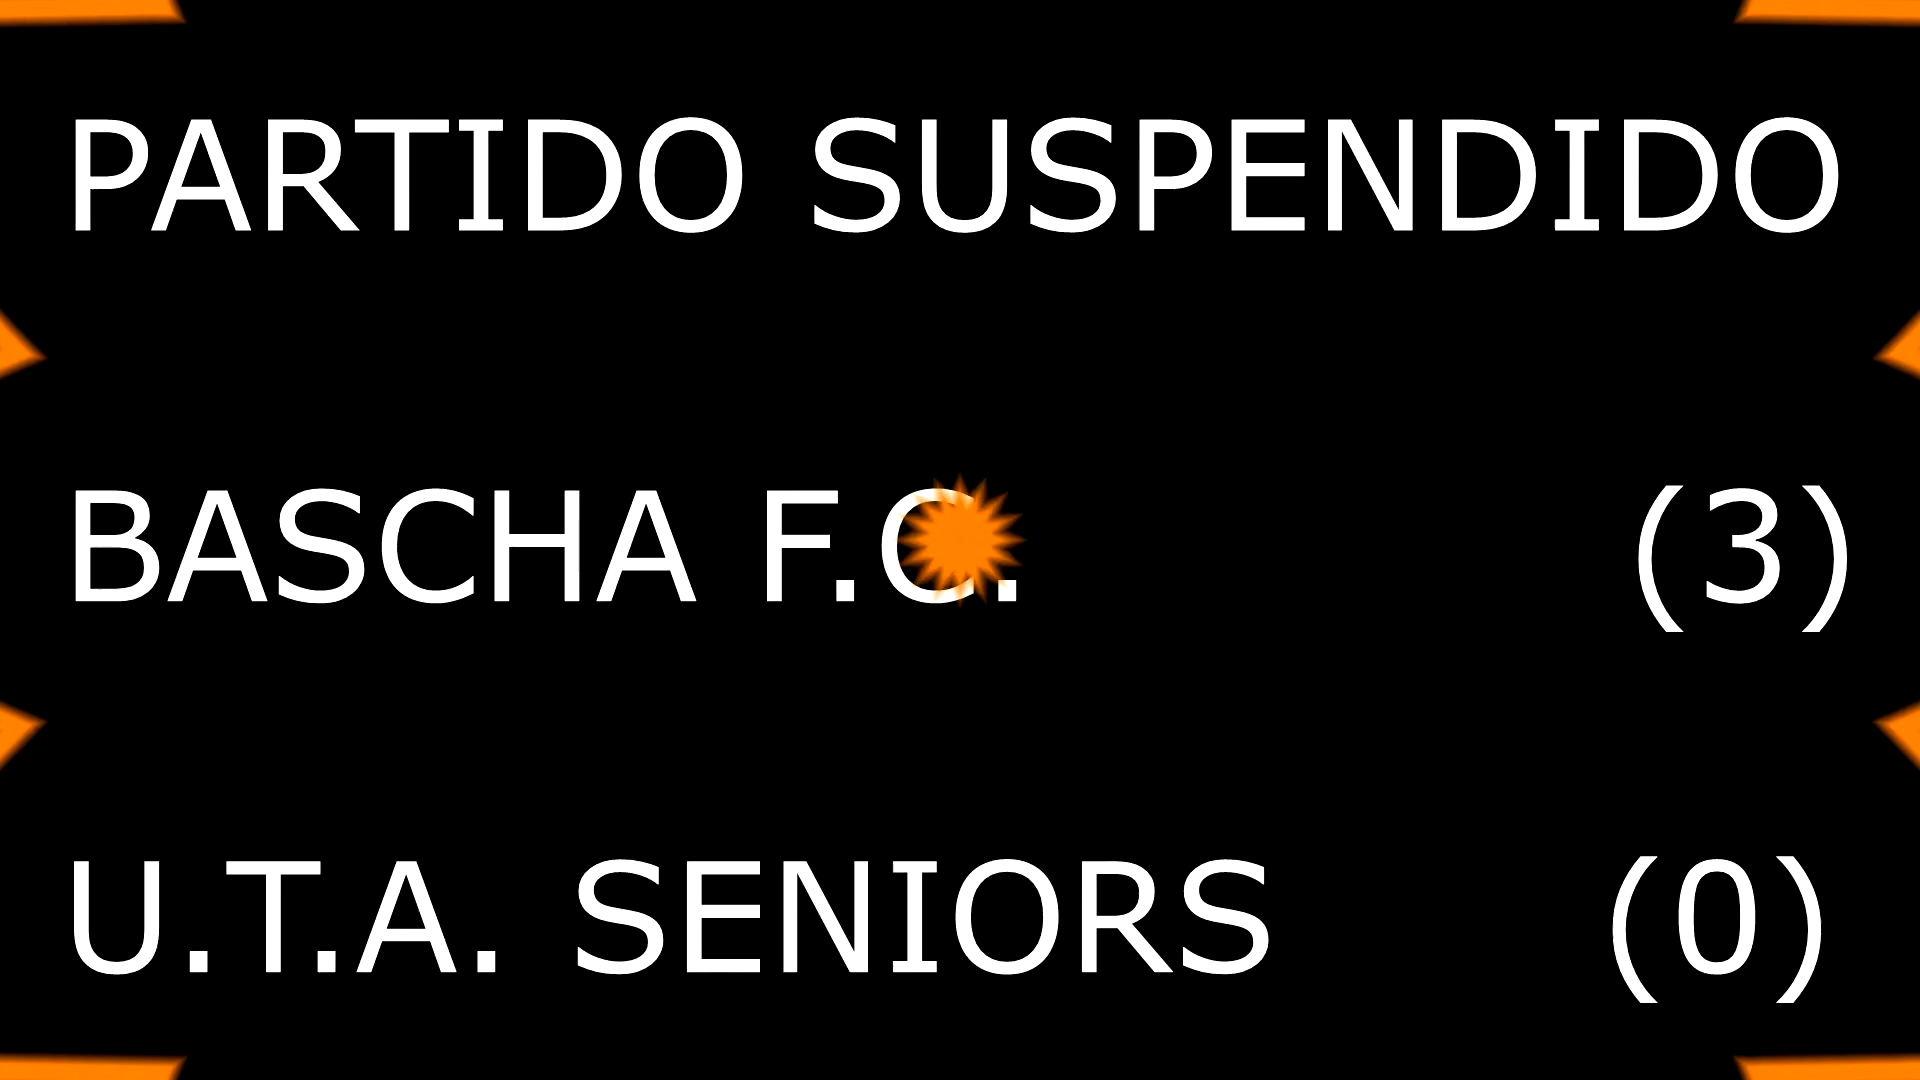 PARTIDO SUSPENDIDO
BASCHA F.C. (3)
U.T.A. SENIORS (0)